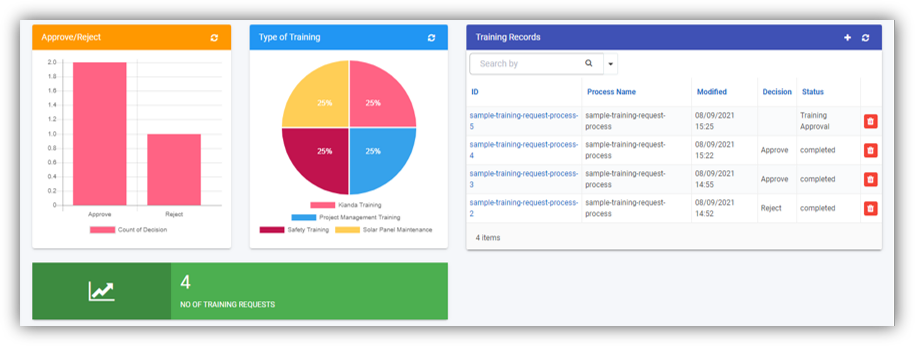 Approve/Reject
2.0
1.8
1.6
1.4
1.2
1.0
0.8
0.6
0.4
0.2
0
Approve Reject
Count of Decision
Type of Training
25% 25%
25% 25%
Kianda Training
Project Management Training
Safety Training Solar Panel Maintenance
Training Records
Search by
ID Process Name Modified Decision Status
sample-training-request-process- sample-training-request- 08/09/2021 Training
5 process 15:25 Approval
sample-training-request-process- sample-training-request- 08/09/2021 Approve completed
4 process 15:22
sample-training-request-process- sample-training-request- 08/09/2021 Approve completed
3 process 14:55
sample-training-request-process- sample-training-request- 08/09/2021 Reject completed
2 process 14:52
4 items
4
NO OF TRAINING REQUESTS